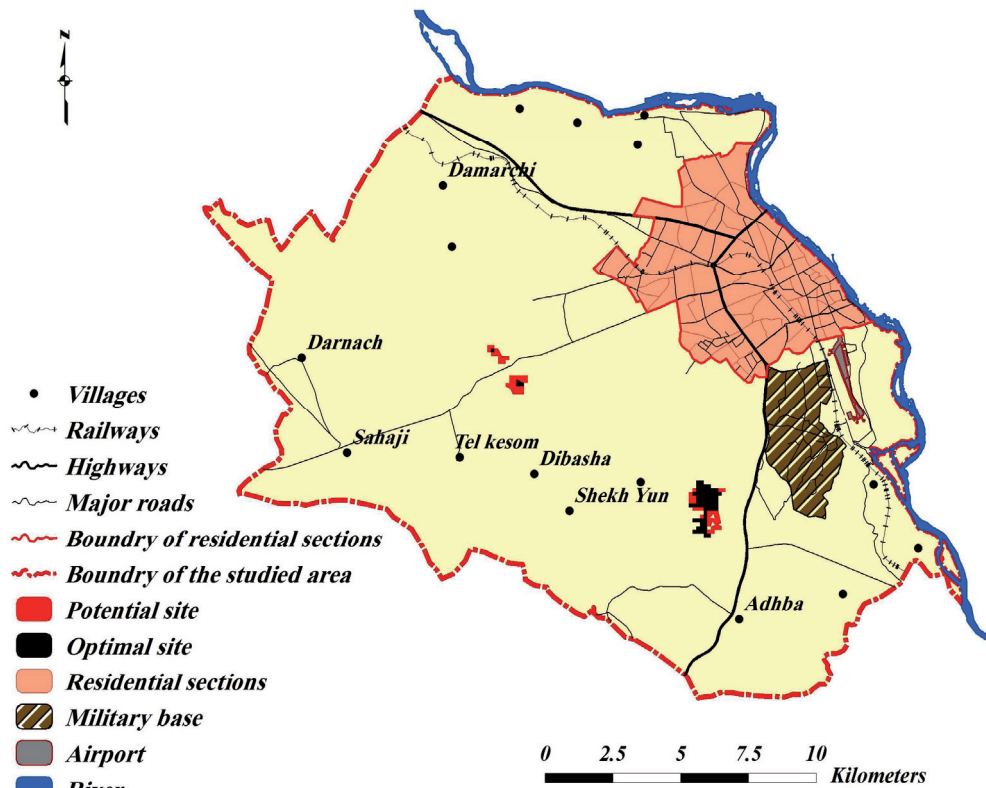 Damarchi
Darnach
Sahaji
Tel kesom
Dibasha
Shekh Yun
Adhba
Villages
Railways
Highways
Major roads
Boundry of residential sections
Boundry of the studied area
Potential site
Optimal site
Residential sections
Military base
Airport
0 2.5 5 7.5 10
Kilometers